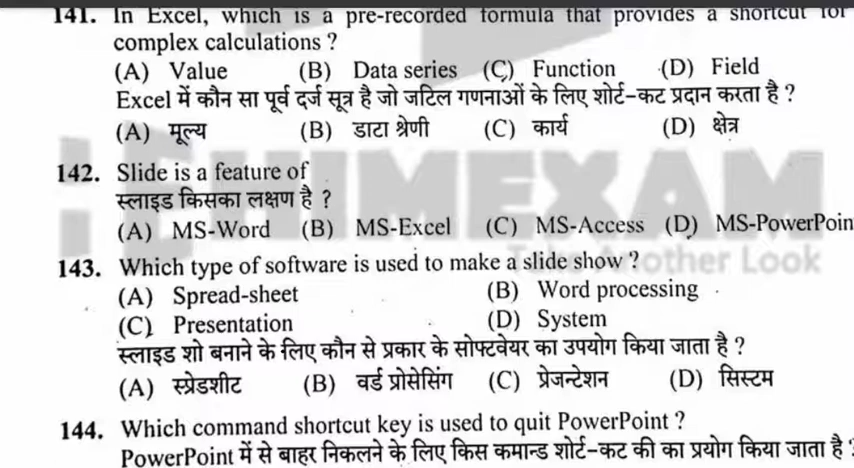 141. In Excel, which is a pre-recorded formula that provides a shortcut for
complex calculations ?
(A) Value (B) Data series (C) Function (D) Field
Excel में कौन सा पूर्व दर्ज सूत्र है जो जटिल गणनाओं के लिए शोर्ट-कट प्रदान करता है ?
(A) मूल्य (B) डाटा श्रेणी (C) कार्य (D) क्षेत्र
142. Slide is a feature of
स्लाइड किसका लक्षण है ?
(A) MS-Word (B) MS-Excel (C) MS-Access (D) MS-PowerPoin
143. Which type of software is used to make a slide show ?
(A) Spread-sheet (B) Word processing
(C) Presentation (D) System
स्लाइड शो बनाने के लिए कौन से प्रकार के सोफ्टवेयर का उपयोग किया जाता है ?
(A) स्प्रेडशीट (B) वर्ड प्रोसेसिंग (C) प्रेजन्टेशन (D) सिस्टम
144. Which command shortcut key is used to quit PowerPoint ?
PowerPoint में से बाहर निकलने के लिए किस कमान्ड शोर्ट-कट की का प्रयोग किया जाता है ?
EHIMEXAM
other Look